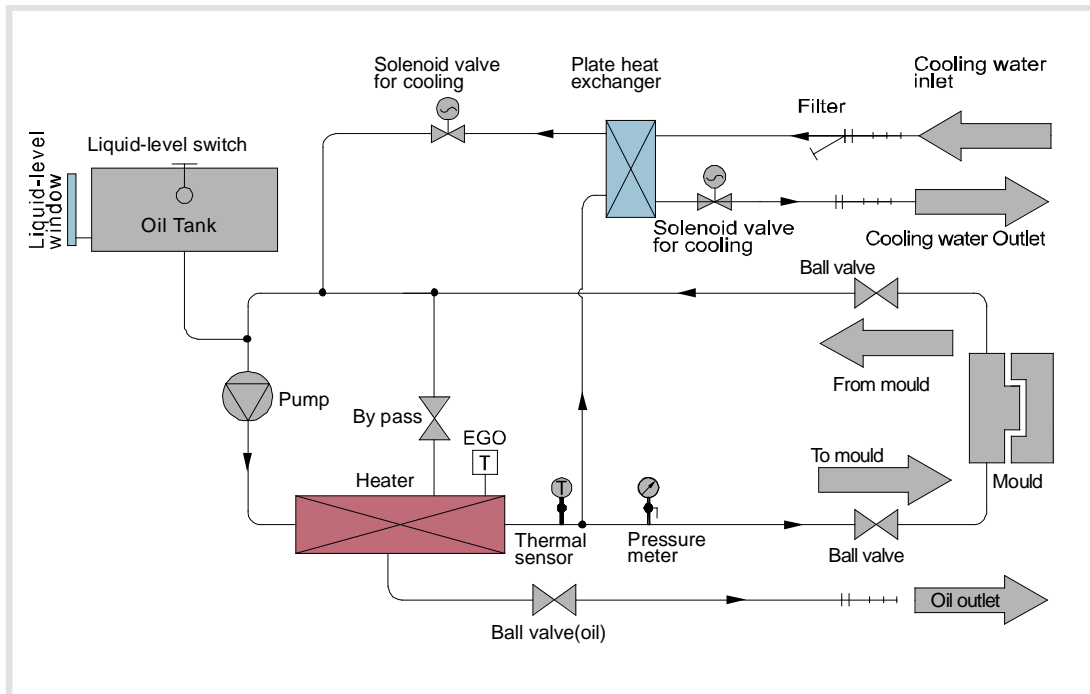 Solenoid valve
for cooling
Plate heat
exchanger
Cooling water
inlet
Filter
Liquid-level switch
Liquid-level
window
Oil Tank
Solenoid valve
for cooling
Cooling water Outlet
Ball valve
From mould
Pump
By pass
EGO
T
To mould
Heater
Mould
T
Thermal
sensor
Pressure
meter
Ball valve
Oil outlet
Ball valve(oil)